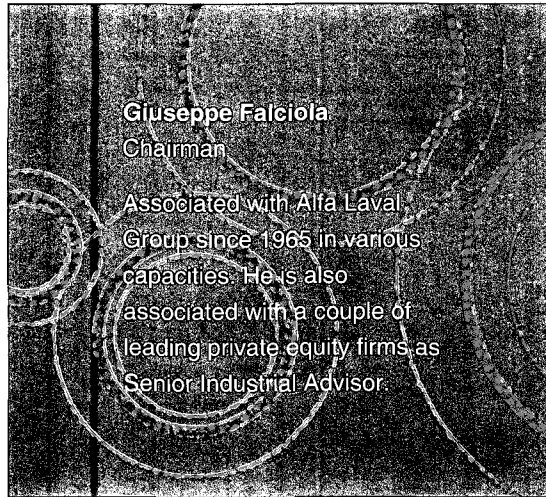 Giuseppe Falciola
Chairman
Associated with Alfa Laval
Group since 1965 in various
capacities. He is also
associated with a couple of
leading private equity firms as
Senior Industrial Advisor.